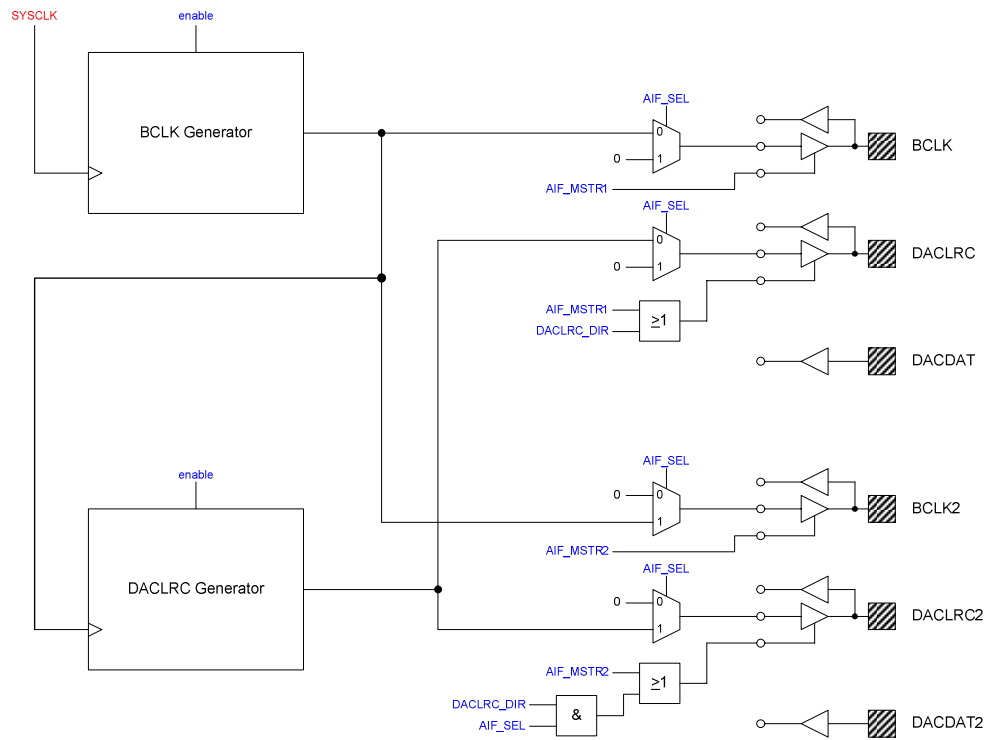 SYSCLK
enable
BCLK Generator
AIF_SEL
0
0 1
AIF_MSTR1
BCLK
AIF_SEL
0
0 1
AIF_MSTR1
DACLRC_DIR
≥1
DACLRC
DACDAT
enable
DACLRC Generator
AIF_SEL
0 0
1
AIF_MSTR2
BCLK2
AIF_SEL
0 0
1
AIF_MSTR2
≥1
DACLRC_DIR
AIF_SEL
&
DACLRC2
DACDAT2